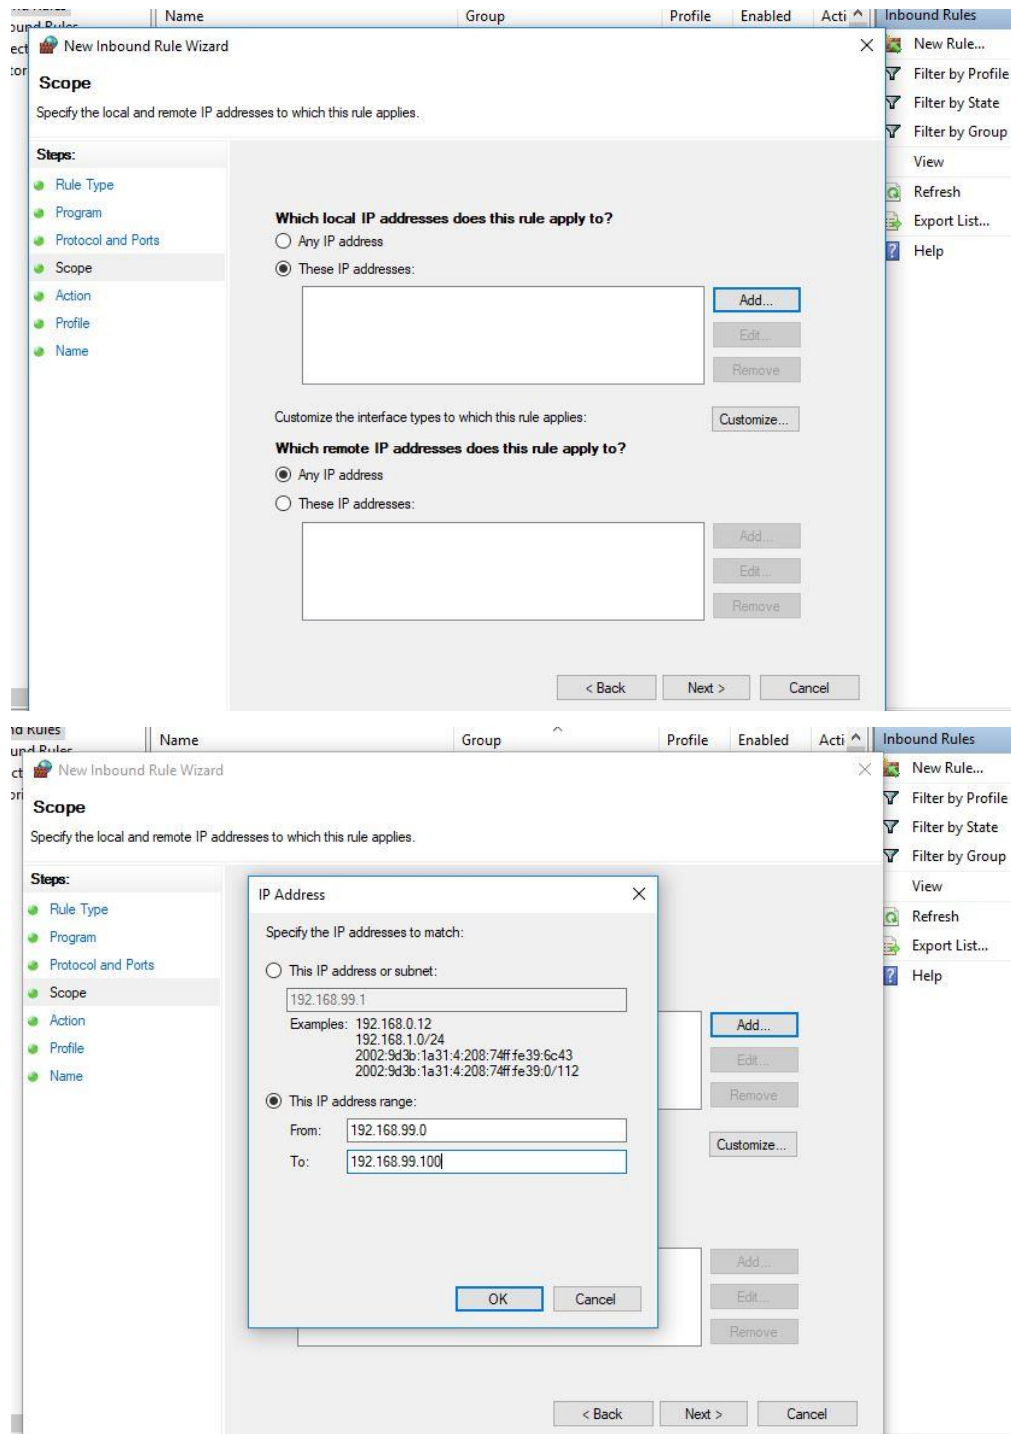 Name Group Profile Enabled Acti Inbound Rules
New Inbound Rule Wizard
New Rule...
Scope
Filter by Profile
Specify the local and remote IP addresses to which this rule applies.
Filter by State
Filter by Group
Steps:
View
Rule Type
Refresh
Program
Which local IP addresses does this rule apply to?
Export List...
Protocol and Ports
Any IP address
Help
Scope
These IP addresses:
Action
Add...
Profile
Edit...
Name
Remove
Customize the interface types to which this rule applies:
Customize...
Which remote IP addresses does this rule apply to?
Any IP address
These IP addresses:
Add...
Edit...
Remove
< Back Next > Cancel
Name Group Profile Enabled Acti Inbound Rules
New Inbound Rule Wizard
New Rule...
Scope
Filter by Profile
Specify the local and remote IP addresses to which this rule applies.
Filter by State
Filter by Group
Steps:
IP Address
View
Rule Type
Refresh
Program
Specify the IP addresses to match:
Export List...
Protocol and Ports
This IP address or subnet:
Help
Scope
192.168.99.1
Action
Examples: 192.168.0.12
Add...
192.168.1.0/24
Profile
2002:9d3b:1a31:4:208:74ff:fe39:6c43
Edit...
2002:9d3b:1a31:4:208:74ff:fe39:0/112
Name
Remove
This IP address range:
From: 192.168.99.0
Customize...
To: 192.168.99.100
Add...
Edit...
OK Cancel
Remove
< Back Next > Cancel